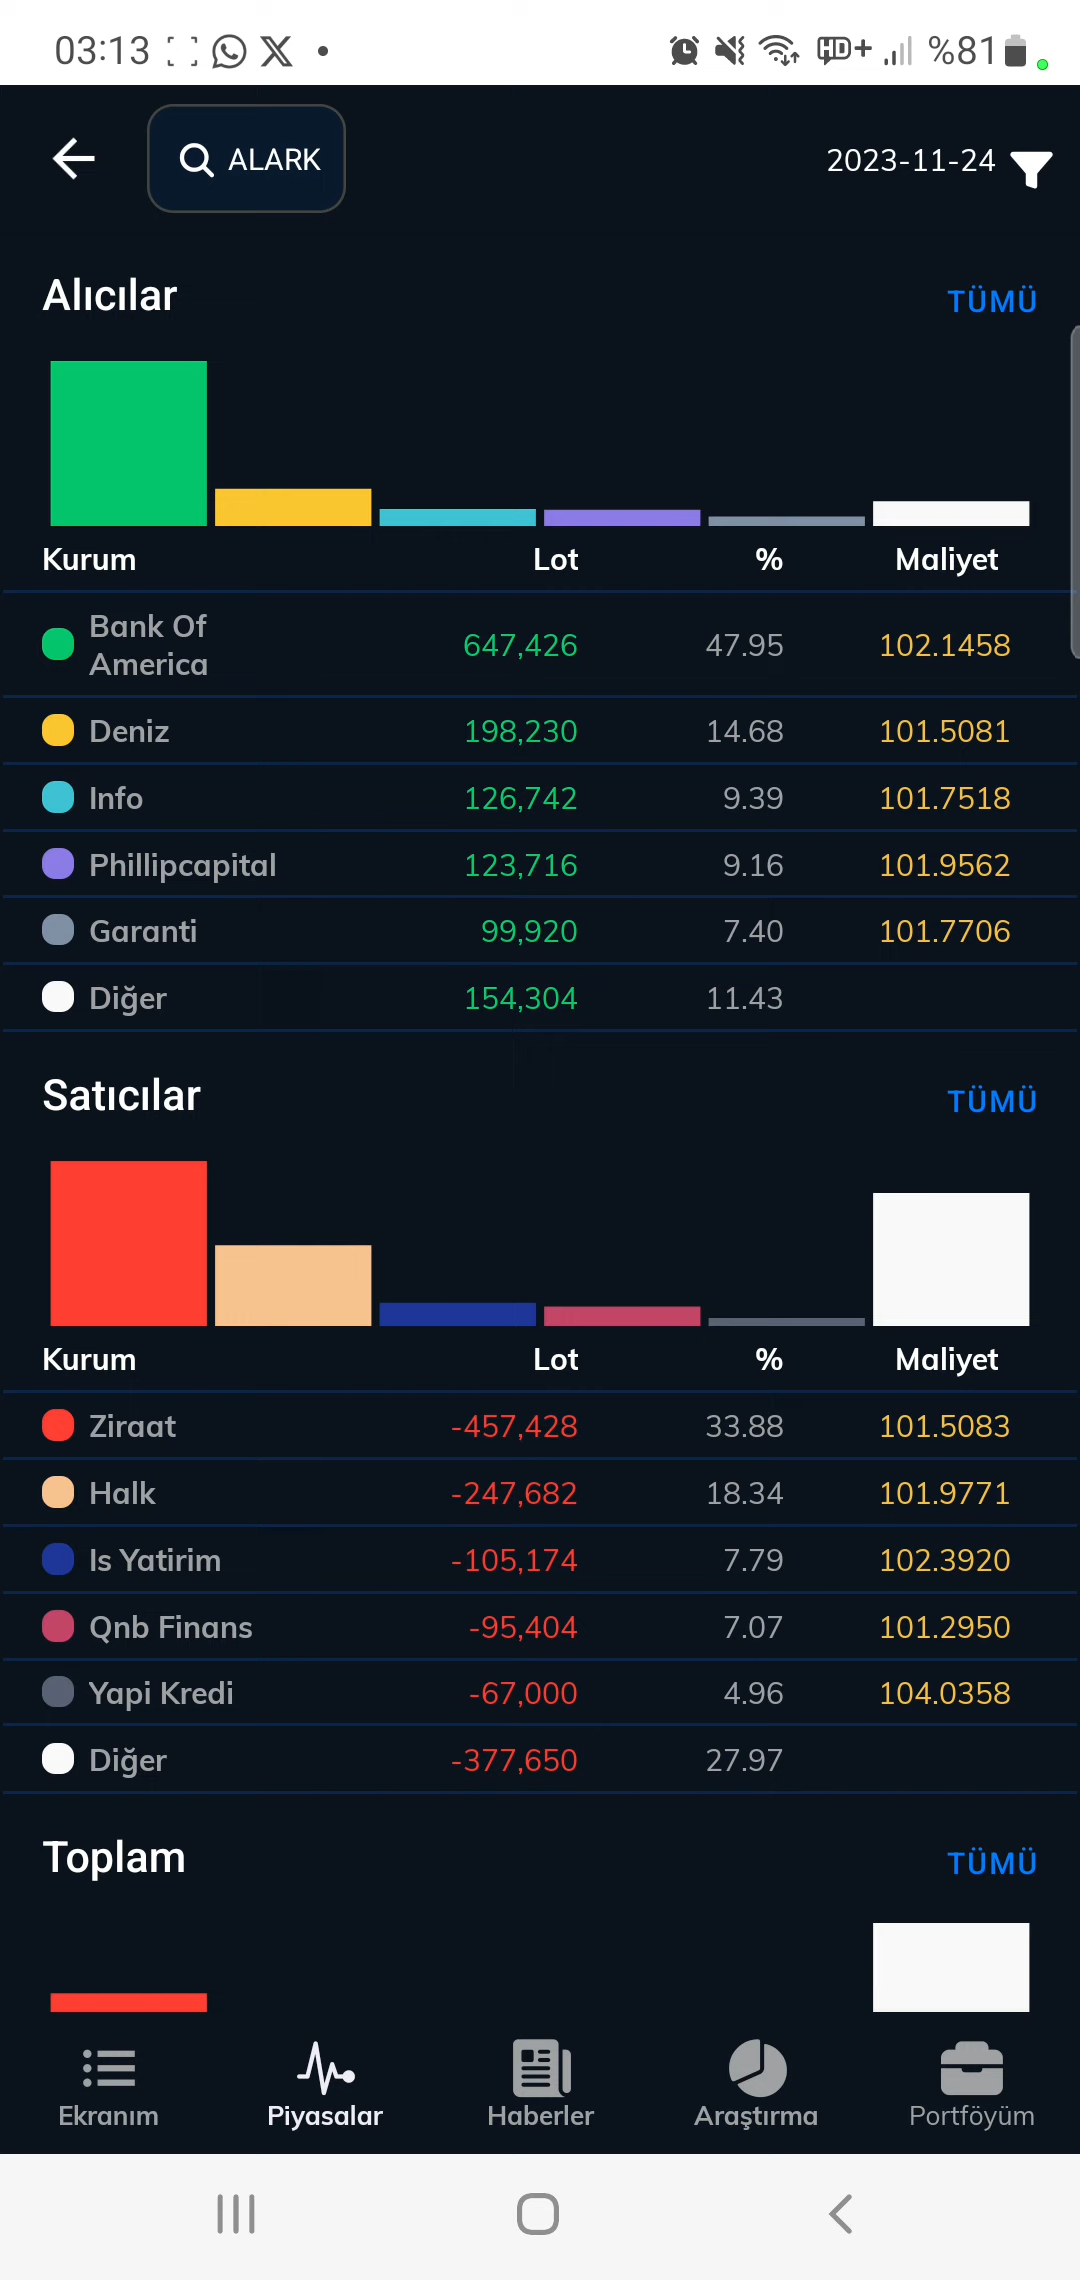 03:13 HD+ %81
ALARK 2023-11-24
Alıcılar TÜMÜ
Kurum Lot % Maliyet
Bank Of
America 647,426 47.95 102.1458
Deniz 198,230 14.68 101.5081
Info 126,742 9.39 101.7518
Phillipcapital 123,716 9.16 101.9562
Garanti 99,920 7.40 101.7706
Diğer 154,304 11.43
Satıcılar TÜMÜ
Kurum Lot % Maliyet
Ziraat -457,428 33.88 101.5083
Halk -247,682 18.34 101.9771
Is Yatirim -105,174 7.79 102.3920
Qnb Finans -95,404 7.07 101.2950
Yapi Kredi -67,000 4.96 104.0358
Diğer -377,650 27.97
Toplam TÜMÜ
Ekranım Piyasalar Haberler Araştırma Portföyüm